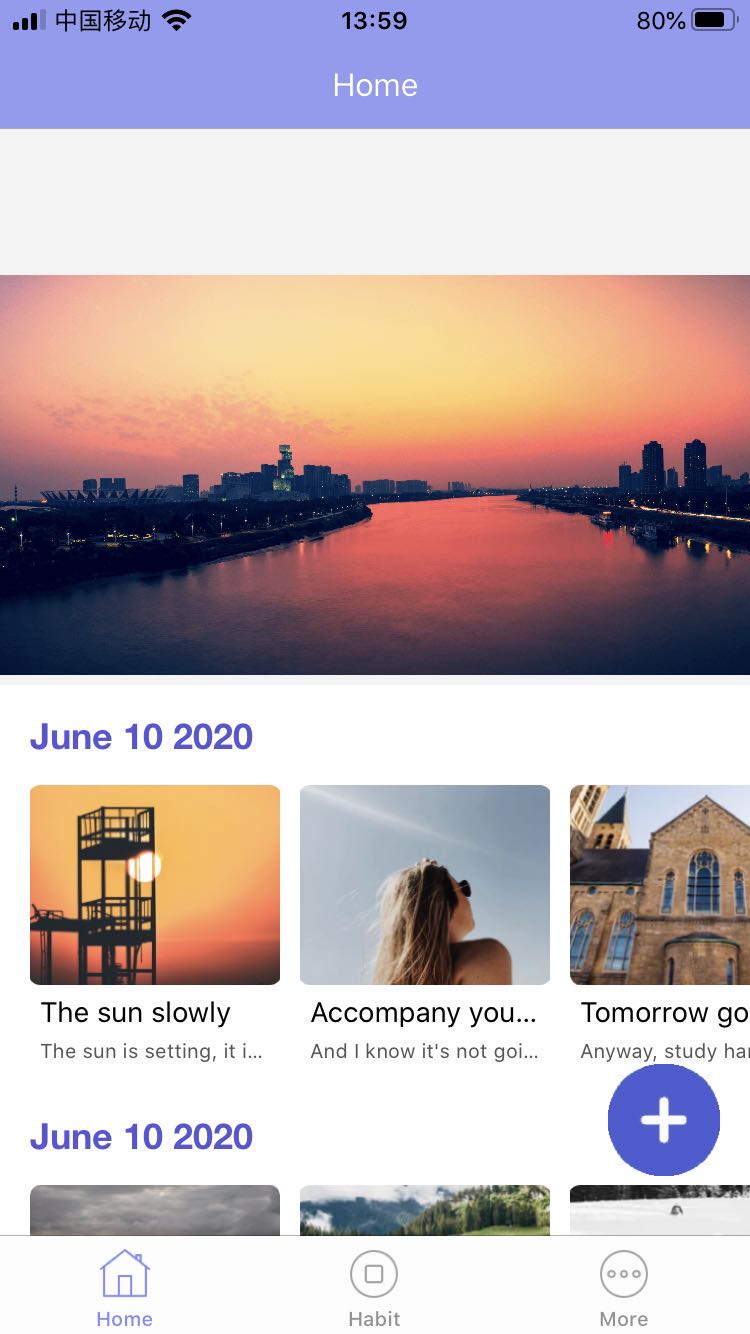 中国移动 13:59 80%
Home
June 10 2020
The sun slowly Accompany you... Tomorrow go
The sun is setting, it i... And I know it's not goi... Anyway, study har
June 10 2020
Home Habit More